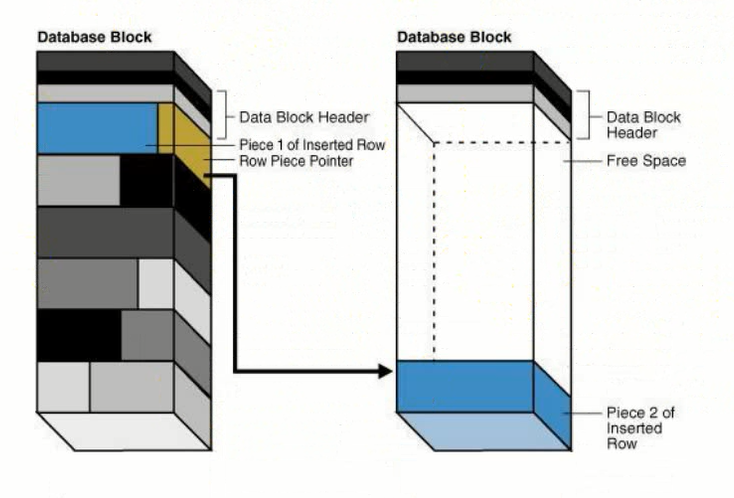 Database Block
Data Block Header
Piece 1 of Inserted Row
Row Piece Pointer
Database Block
Data Block
Header
Free Space
Piece 2 of
Inserted
Row